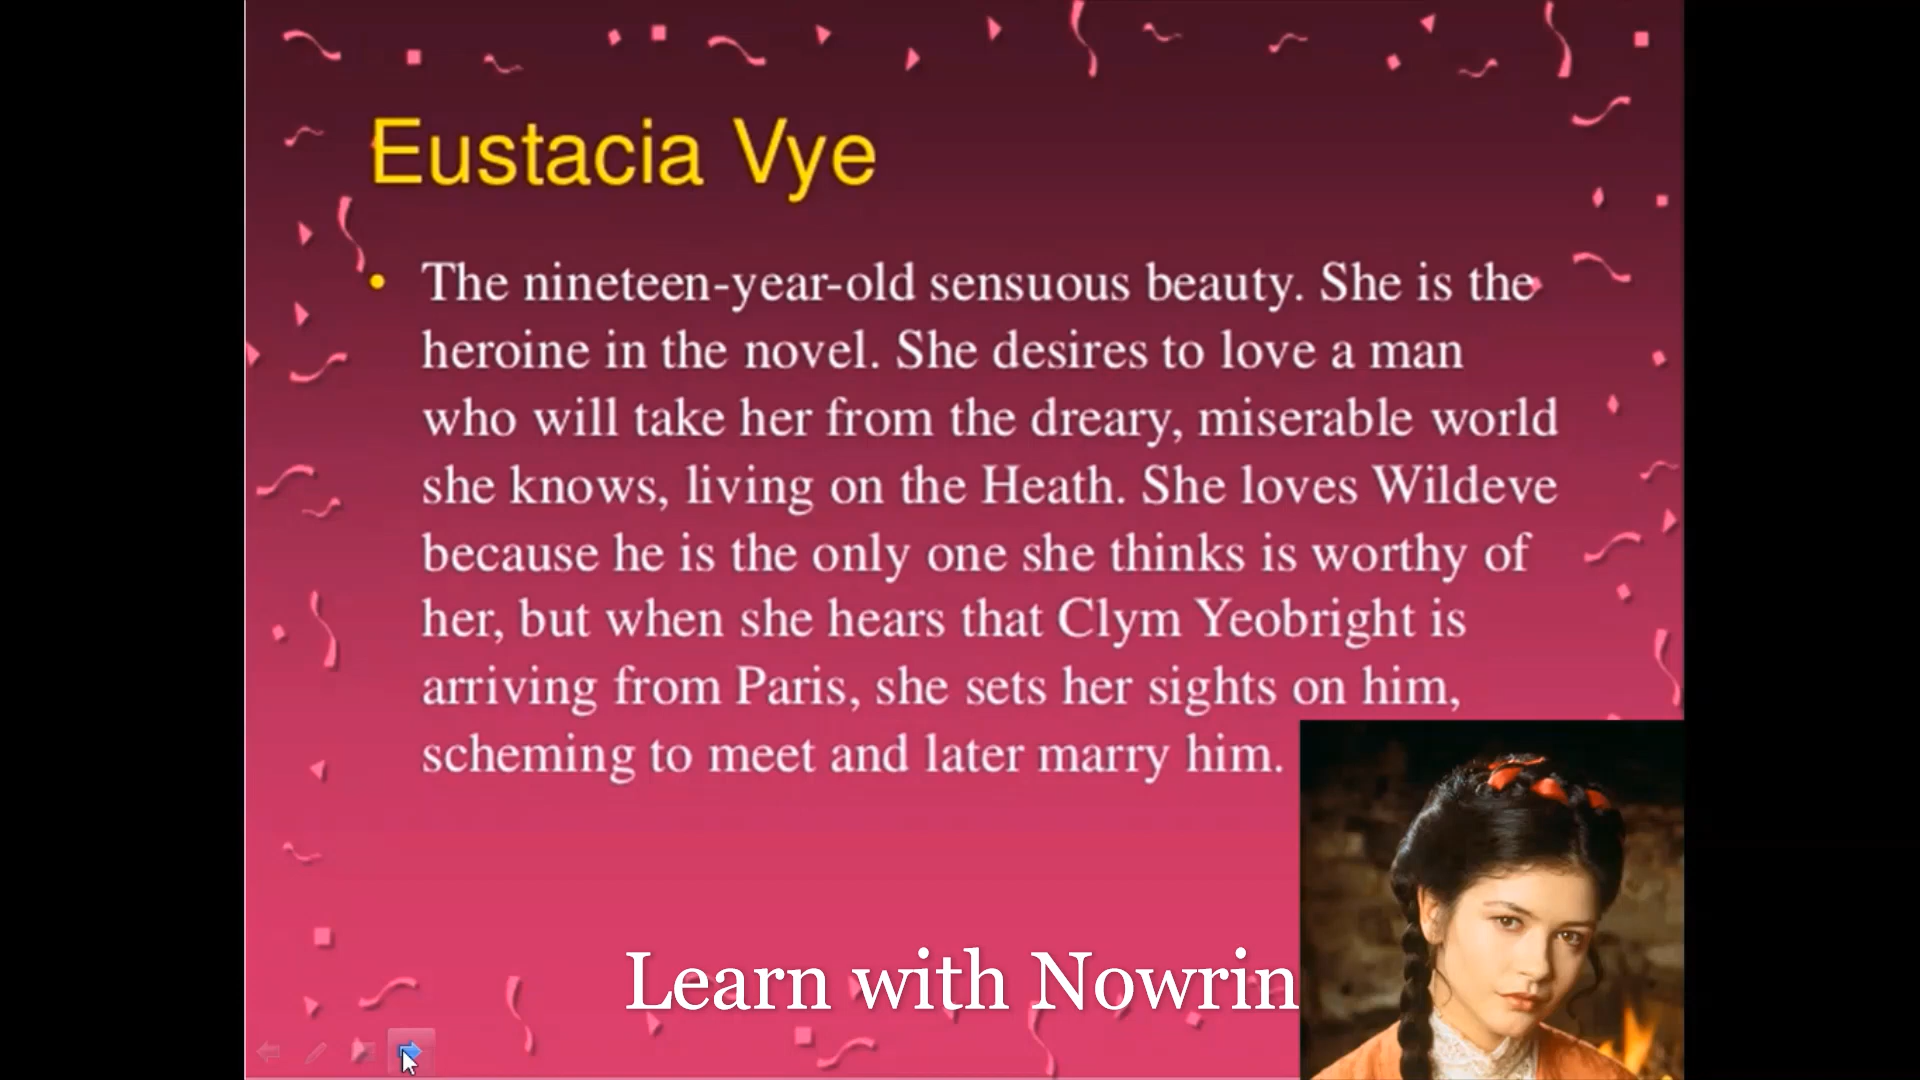 Eustacia Vye
• The nineteen-year-old sensuous beauty. She is the
heroine in the novel. She desires to love a man
who will take her from the dreary, miserable world
she knows, living on the Heath. She loves Wildeve
because he is the only one she thinks is worthy of
her, but when she hears that Clym Yeobright is
arriving from Paris, she sets her sights on him,
scheming to meet and later marry him.
Learn with Nowrin